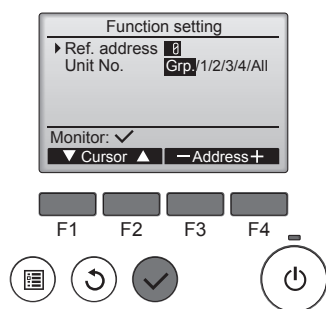 Function setting
Ref. address 0
Unit No. Grp./1/2/3/4/All
Monitor: ✓
▼ Cursor ▲ − Address +
F1 F2 F3 F4